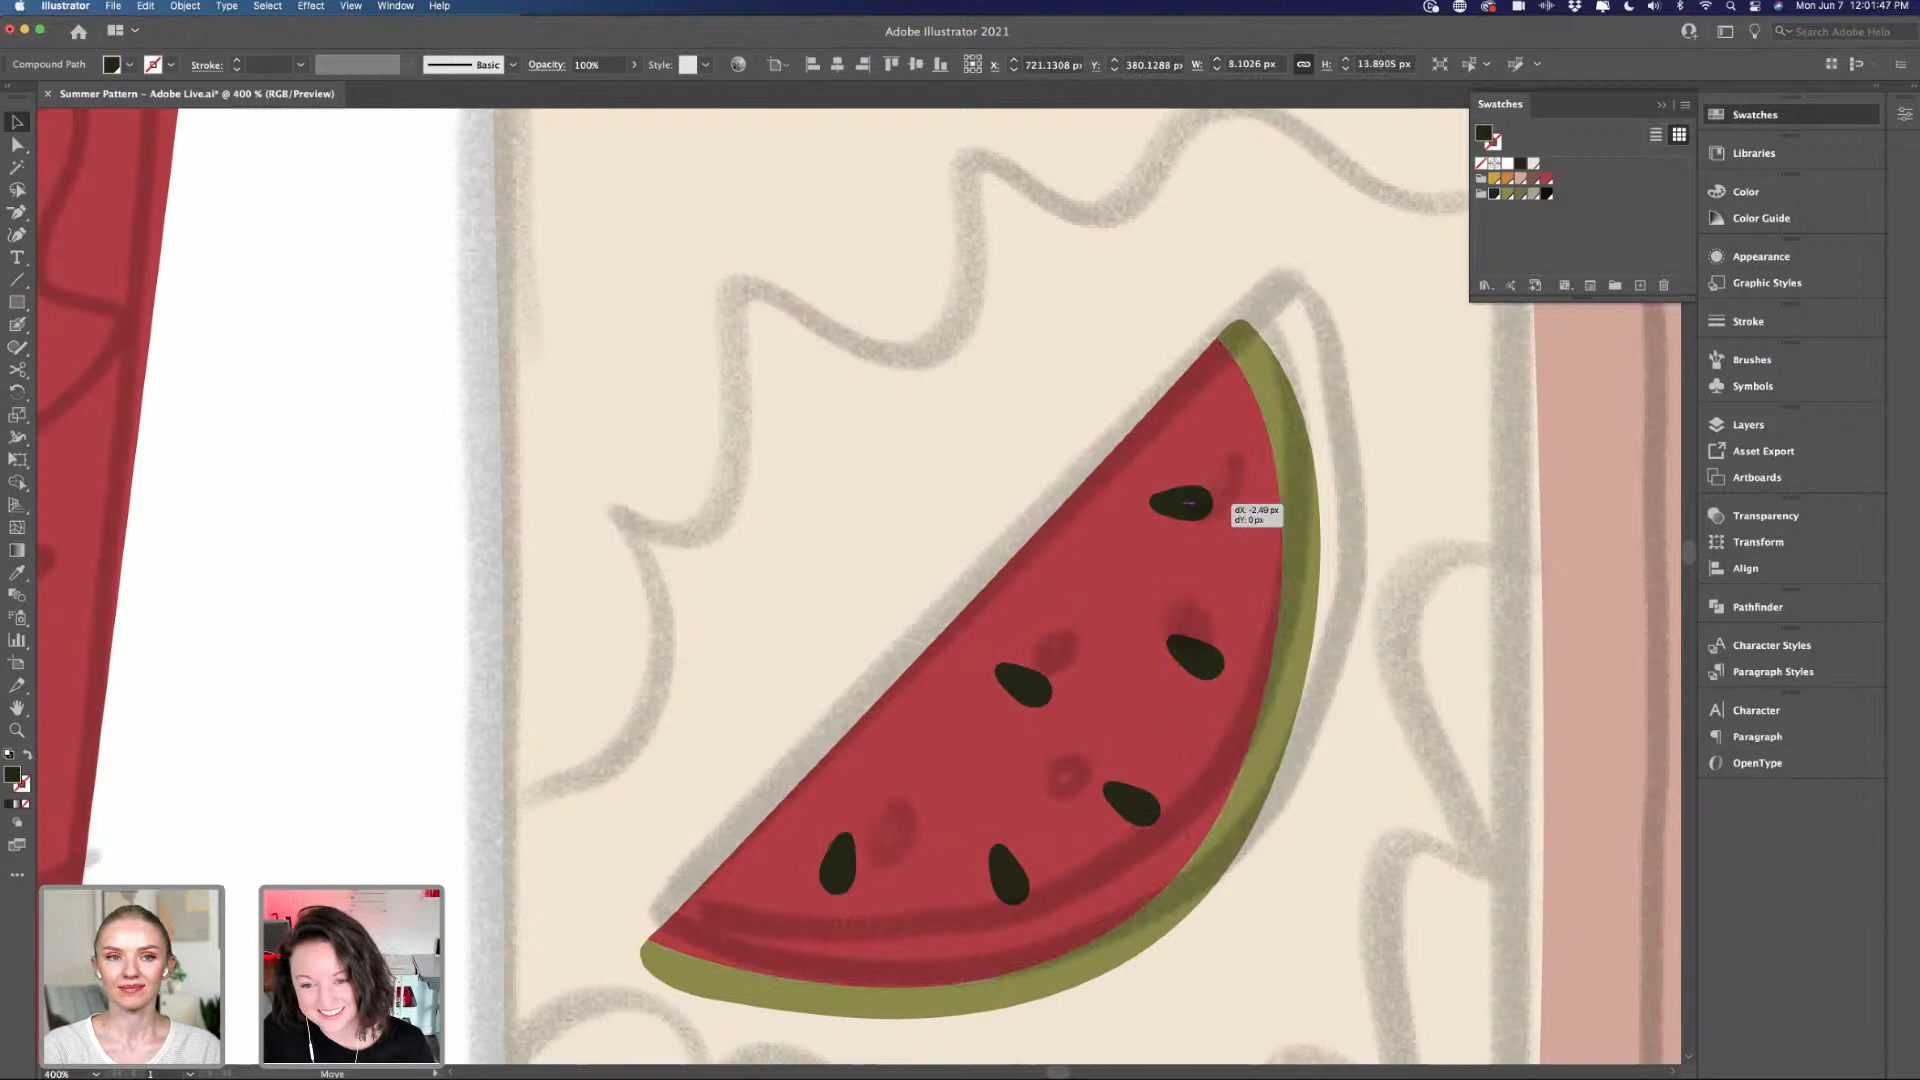 Illustrator File Edit Object Type Select Effect View Window Help Mon Jun 7 12:01:47 PM
Adobe Illustrator 2021 Search Adobe Help
Compound Path Stroke: Basic Opacity: 100% Style: X: 721.1308 px Y: 380.1288 px W: 8.1026 px H: 13.8905 px
Summer Pattern – Adobe Live.ai* @ 400 % (RGB/Preview)
Swatches
Swatches
Libraries
Color
Color Guide
Appearance
Graphic Styles
Stroke
Brushes
Symbols
Layers
Asset Export
Artboards
Transparency
Transform
Align
Pathfinder
Character Styles
Paragraph Styles
Character
Paragraph
OpenType
dX: -2.49 px
dY: 0 px
400% 1 Move